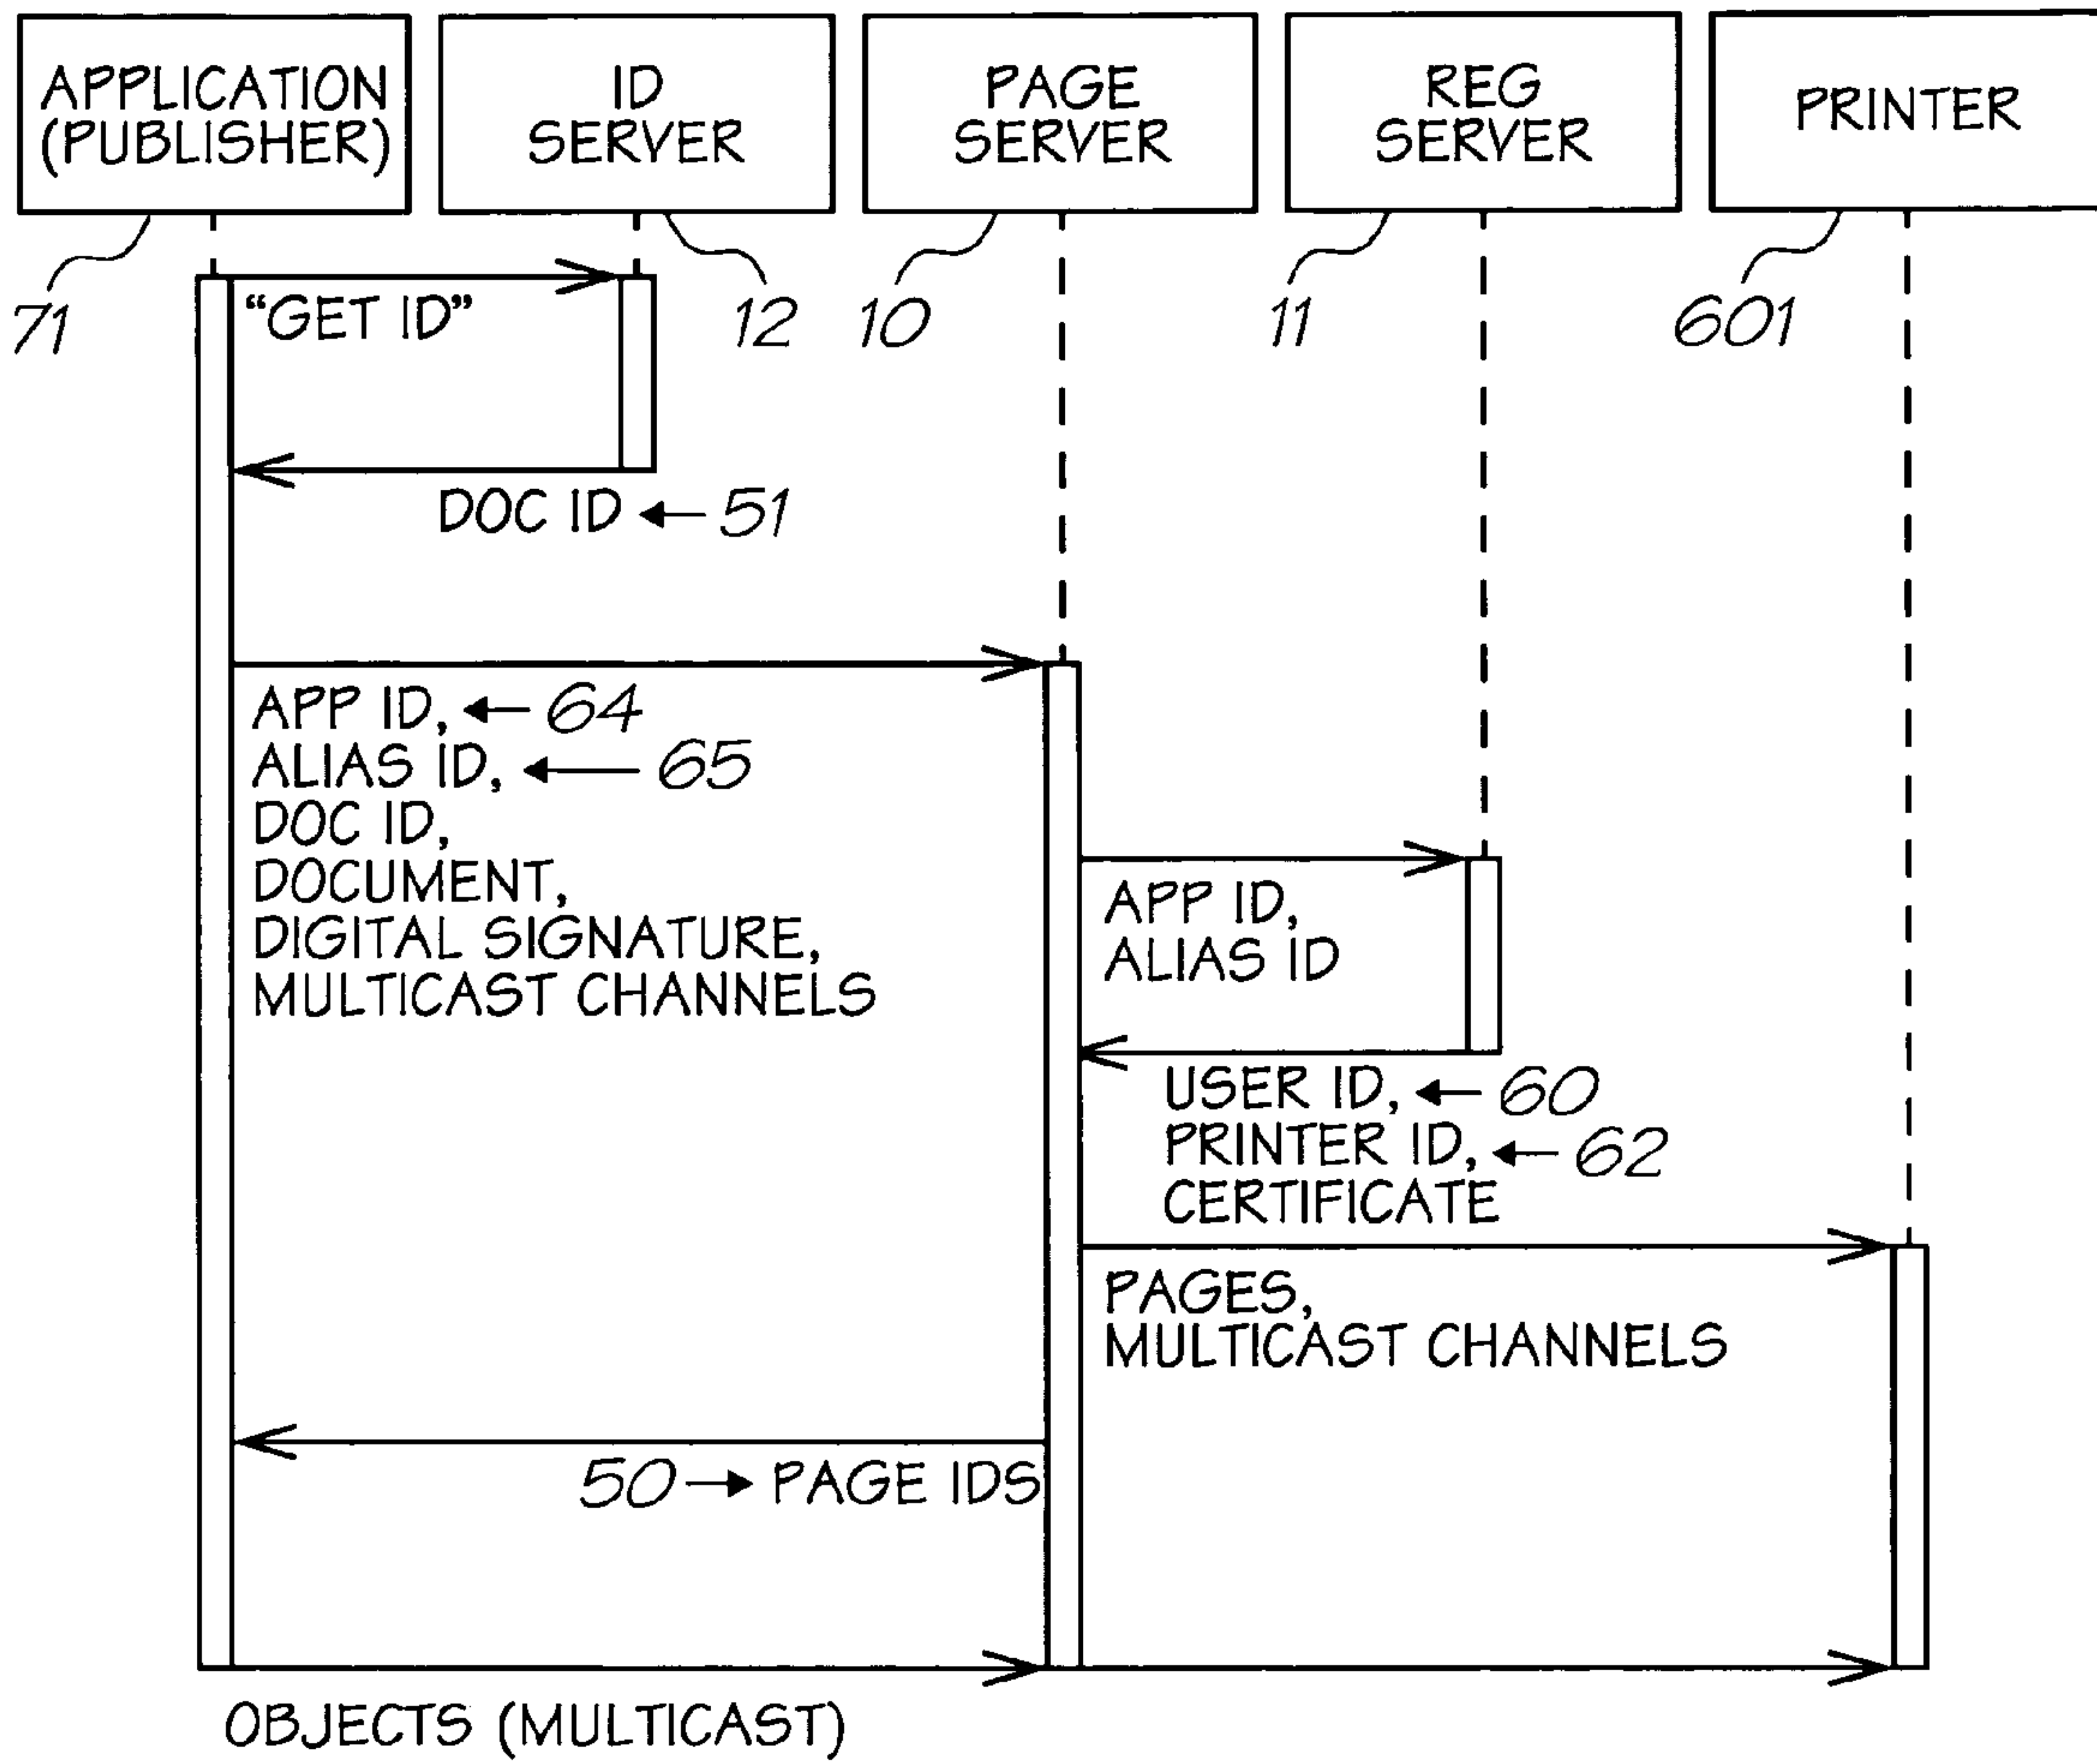 APPLICATION
(PUBLISHER)
ID
SERVER
PAGE
SERVER
REG
SERVER
PRINTER
71
12
10
11
601
“GET ID”
DOC ID 51
APP ID, 64
ALIAS ID, 65
DOC ID,
DOCUMENT,
DIGITAL SIGNATURE,
MULTICAST CHANNELS
APP ID,
ALIAS ID
USER ID, 60
PRINTER ID, 62
CERTIFICATE
PAGES,
MULTICAST CHANNELS
50 PAGE IDS
OBJECTS (MULTICAST)